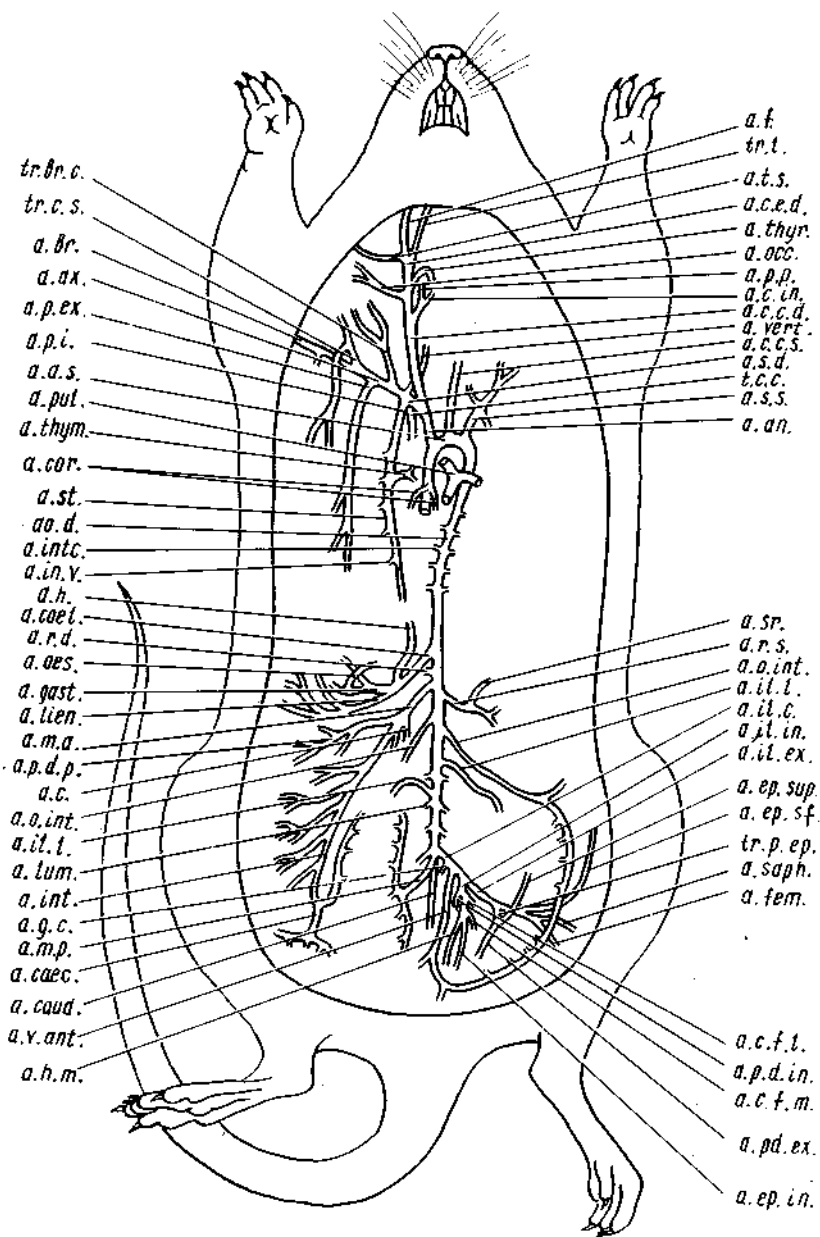 tr.br.c.
tr.c.s.
a.br.
a.ax.
a.p.ex.
a.p.i.
a.a.s.
a.pul.
a.thym.
a.cor.
a.st.
ao.d.
a.intc.
a.in.v.
a.h.
a.coel.
a.r.d.
a.oes.
a.gast.
a.lien.
a.m.a.
a.p.d.p.
a.c.
a.o.int.
a.il.l.
a.lum.
a.int.
a.g.c.
a.m.p.
a.caec.
a.caud.
a.v.ant.
a.h.m.
a.f.
tr.l.
a.t.s.
a.c.e.d.
a.thyr.
a.occ.
a.p.p.
a.c.in.
a.c.c.d.
a.vert.
a.c.c.s.
a.s.d.
t.c.c.
a.s.s.
a.an.
a.sr.
a.r.s.
a.o.int.
a.il.l.
a.il.c.
a.il.in.
a.il.ex.
a.ep.sup.
a.ep.sf.
tr.p.ep.
a.saph.
a.fem.
a.c.f.l.
a.p.d.in.
a.c.f.m.
a.pd.ex.
a.ep.in.